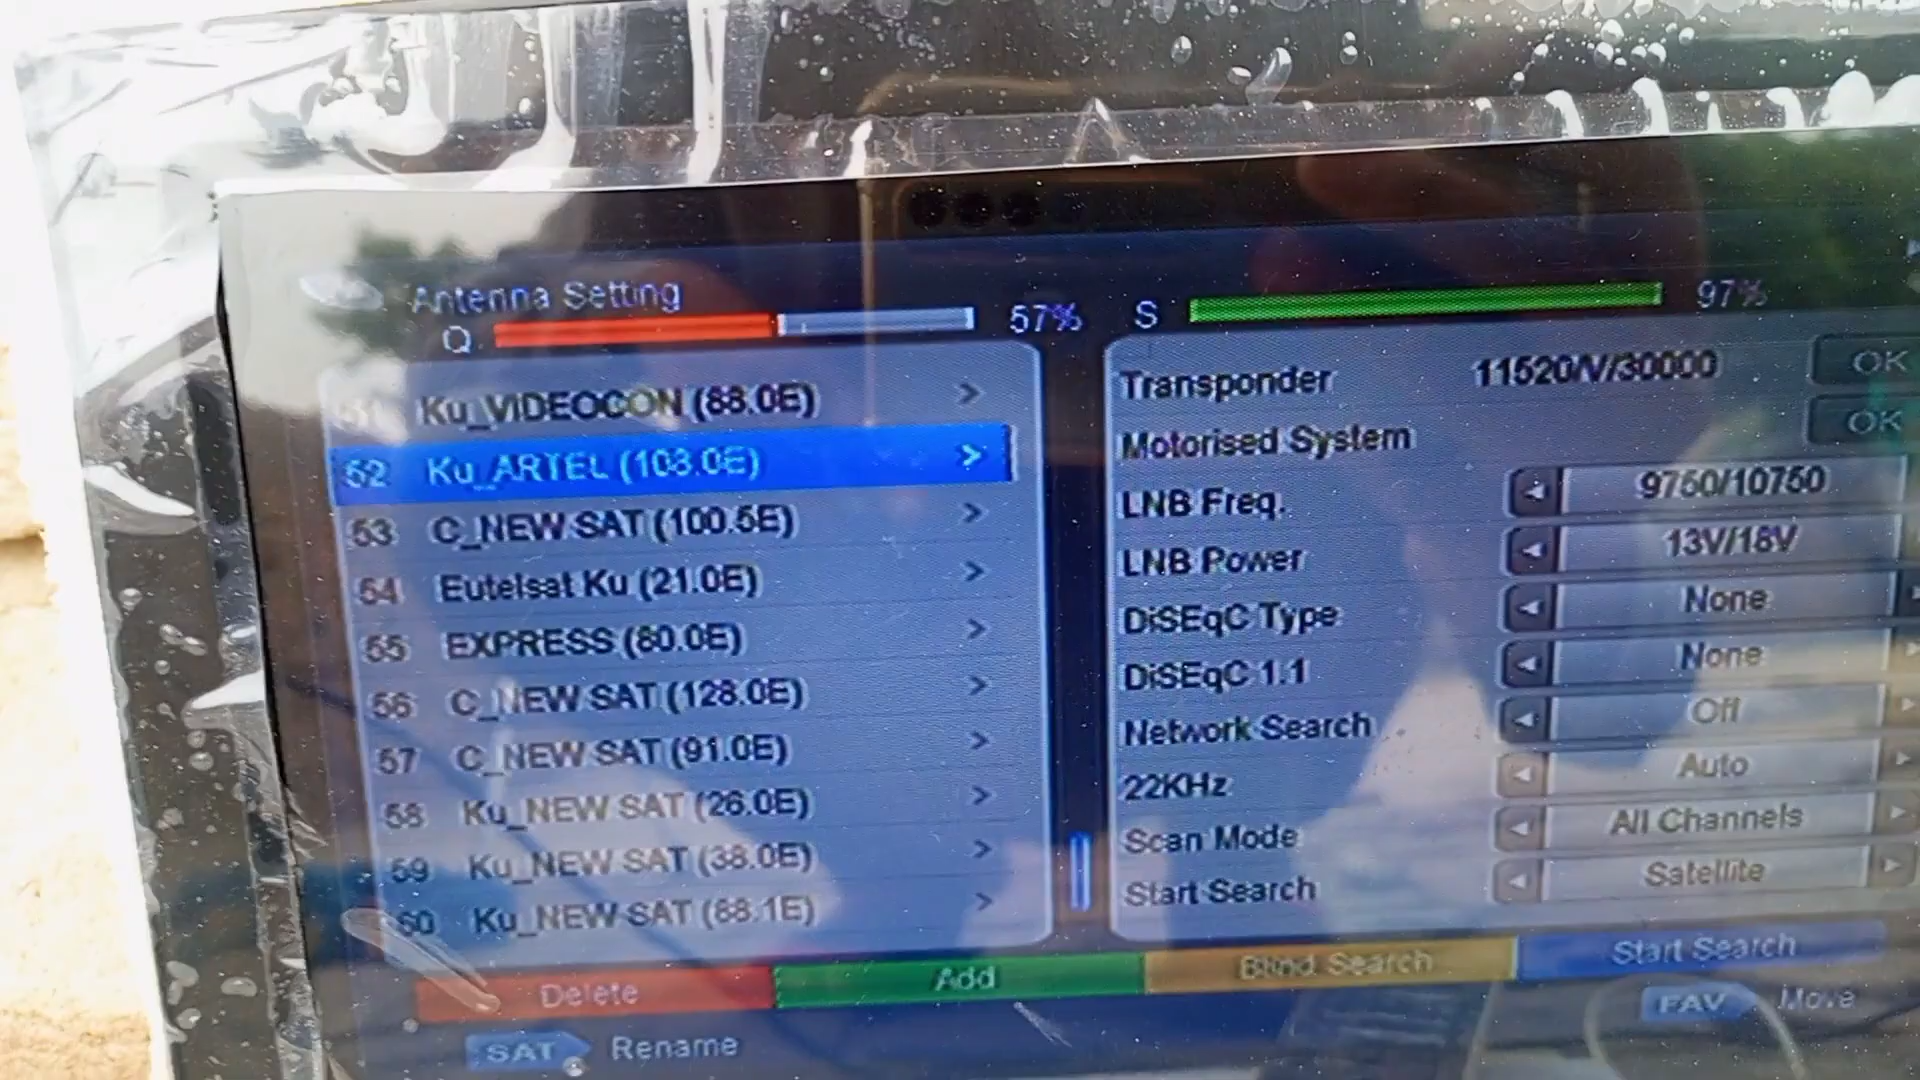 Antenna Setting
Q 57% S 97%
Ku_VIDEOCON (88.0E) >
52 Ku_ARTEL (108.0E) >
53 C_NEW SAT (100.5E) >
54 Eutelsat Ku (21.0E) >
55 EXPRESS (80.0E) >
56 C_NEW SAT (128.0E) >
57 C_NEW SAT (91.0E) >
58 Ku_NEW SAT (26.0E) >
59 Ku_NEW SAT (38.0E) >
60 Ku_NEW SAT (88.1E) >
Transponder 11520/V/30000 OK
Motorised System OK
LNB Freq. 9750/10750
LNB Power 13V/18V
DiSEqC Type None
DiSEqC 1.1 None
Network Search Off
22KHz Auto
Scan Mode All Channels
Start Search Satellite
Delete Add Blind Search Start Search
SAT Rename FAV Move